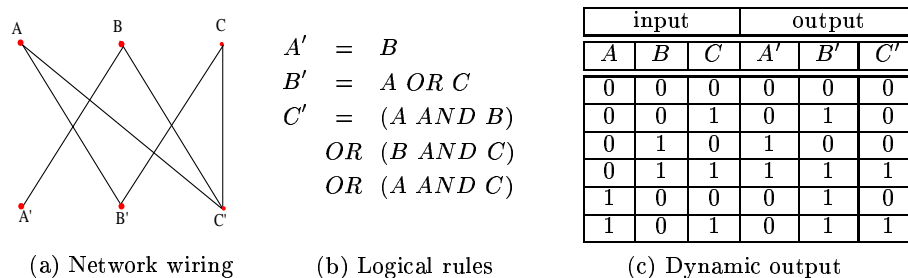 A B C
A' B' C'
(a) Network wiring
A' = B
B' = A OR C
C' = (A AND B)
OR (B AND C)
OR (A AND C)
(b) Logical rules
input output
A B C A' B' C'
0 0 0 0 0 0
0 0 1 0 1 0
0 1 0 1 0 0
0 1 1 1 1 1
1 0 0 0 1 0
1 0 1 0 1 1
(c) Dynamic output